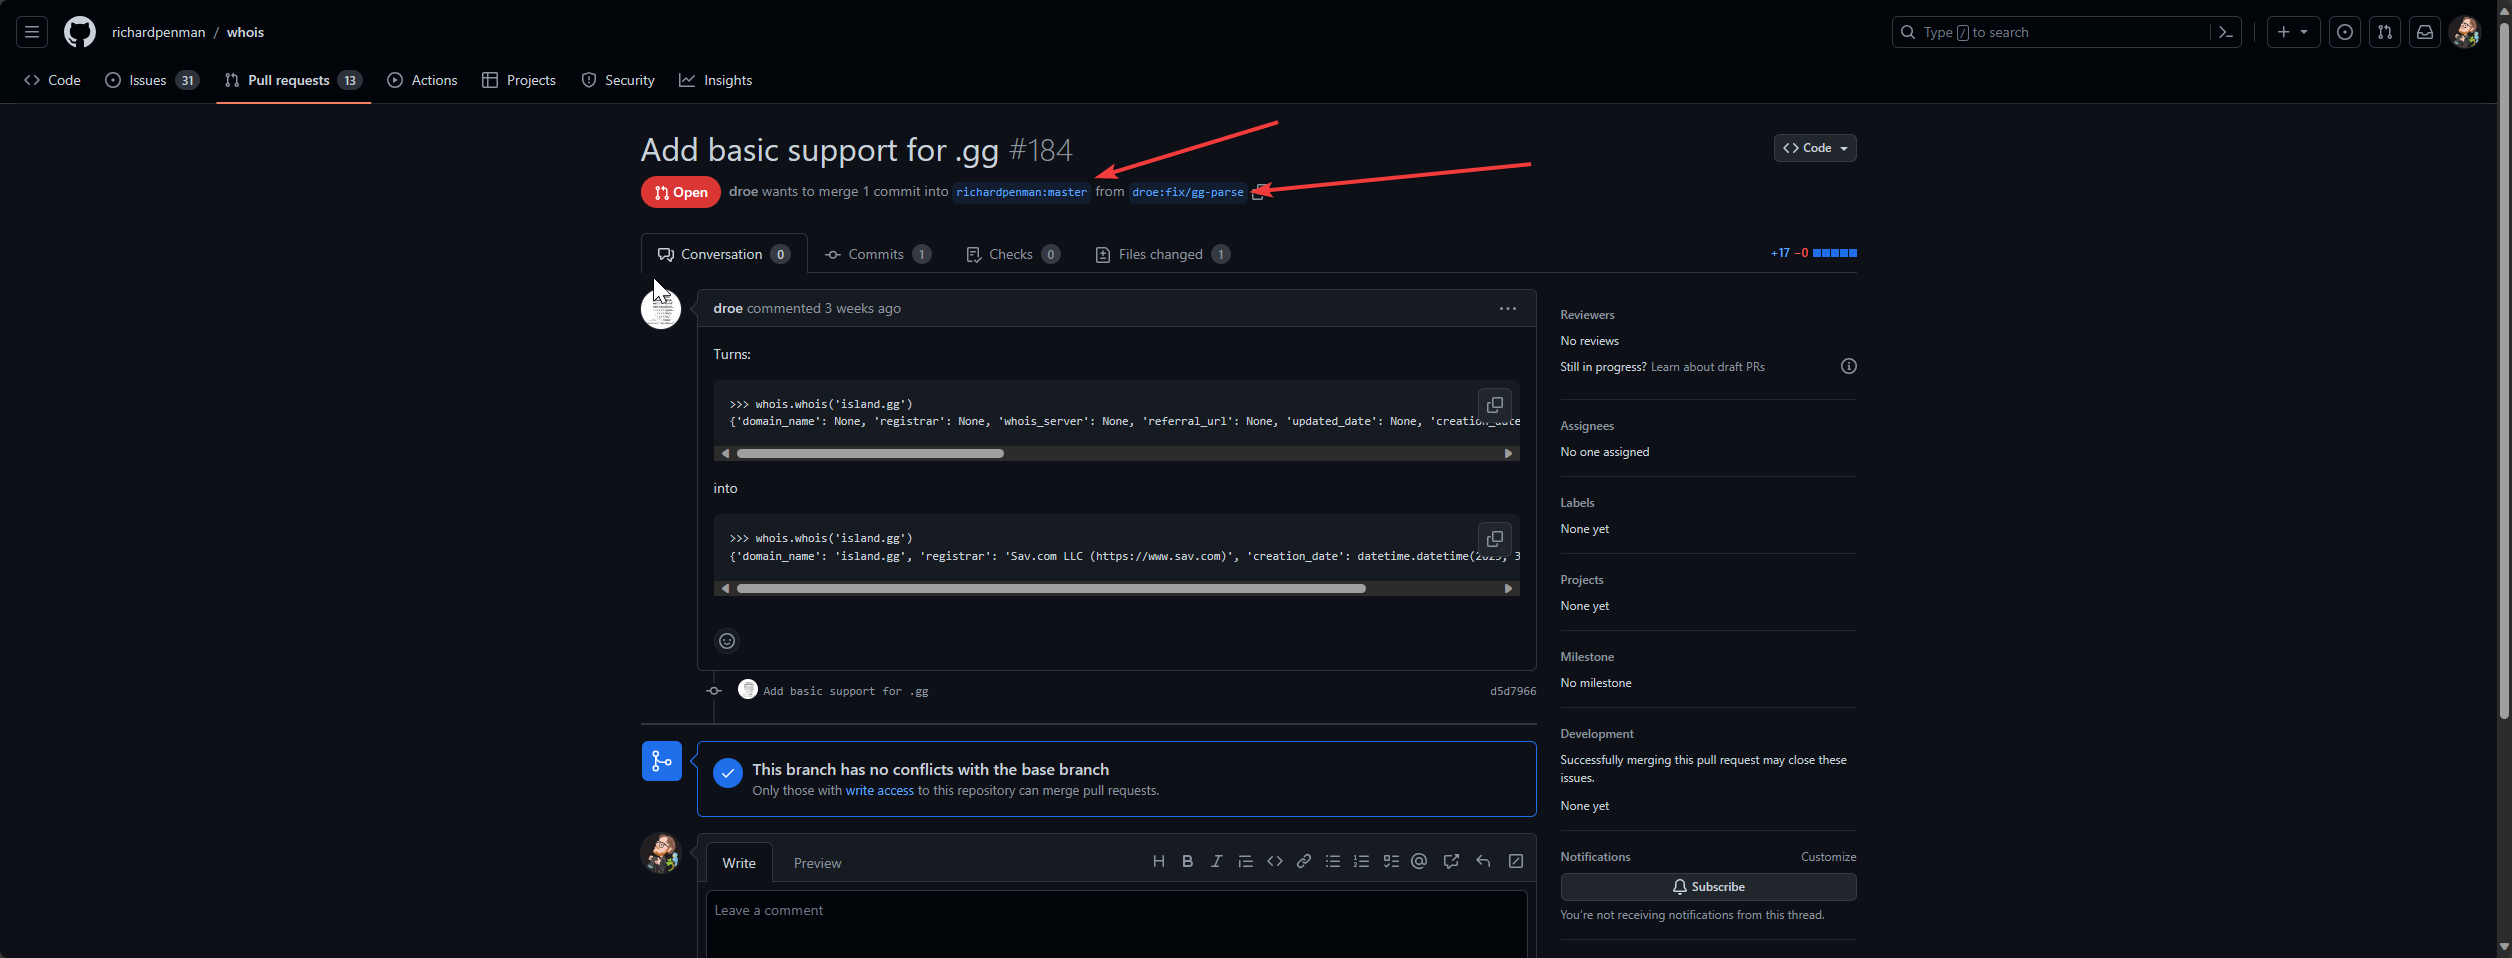 richardpenman / whois
Type / to search
Code
Issues 31
Pull requests 13
Actions
Projects
Security
Insights
Add basic support for .gg #184
Code
Open droe wants to merge 1 commit into richardpenman:master from droe:fix/gg-parse
Conversation 0
Commits 1
Checks 0
Files changed 1
+17 −0
droe commented 3 weeks ago
Turns:
>>> whois.whois('island.gg')
{'domain_name': None, 'registrar': None, 'whois_server': None, 'referral_url': None, 'updated_date': None, 'creation_date
into
>>> whois.whois('island.gg')
{'domain_name': 'island.gg', 'registrar': 'Sav.com LLC (https://www.sav.com)', 'creation_date': datetime.datetime(2023, 3
Add basic support for .gg d5d7966
This branch has no conflicts with the base branch
Only those with write access to this repository can merge pull requests.
Write
Preview
Leave a comment
Reviewers
No reviews
Still in progress? Learn about draft PRs
Assignees
No one assigned
Labels
None yet
Projects
None yet
Milestone
No milestone
Development
Successfully merging this pull request may close these
issues.
None yet
Notifications Customize
Subscribe
You're not receiving notifications from this thread.